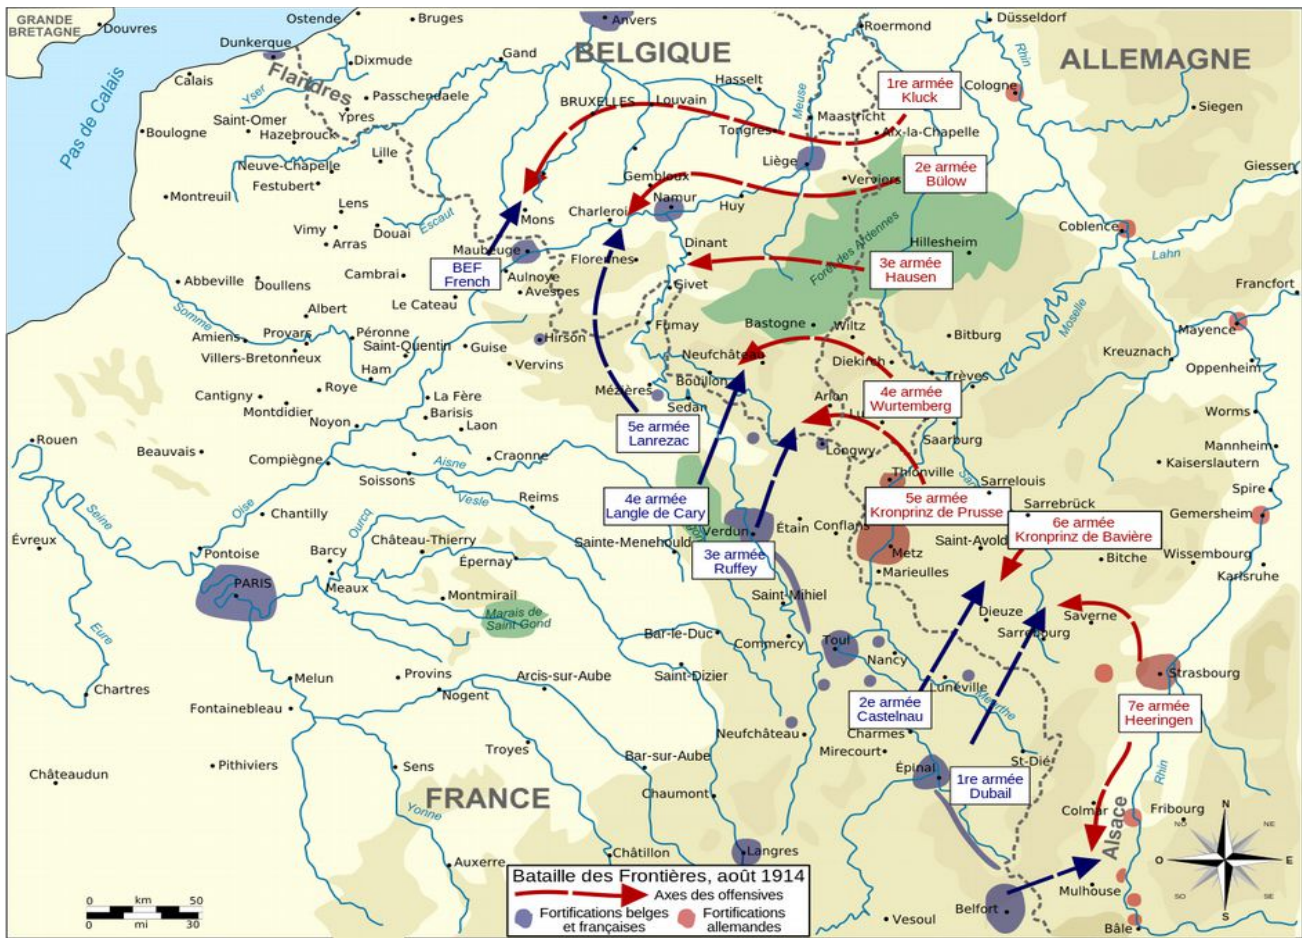 GRANDE
BRETAGNE
Douvres
Ostende
Bruges
Anvers
Roermond
Düsseldorf
Dunkerque
Gand
BELGIQUE
ALLEMAGNE
Rhin
Pas de Calais
Calais
Flandres
Dixmude
Hasselt
Meuse
1re armée
Kluck
Cologne
Siegen
Yser
Passchendaele
BRUXELLES
Louvain
Maastricht
Boulogne
Saint-Omer
Ypres
Hazebrouck
Tongres
Aix-la-Chapelle
Lille
Liège
2e armée
Bülow
Giessen
Neuve-Chapelle
Festubert
Gembloux
Verviers
Montreuil
Lens
Escaut
Mons
Charleroi
Namur
Huy
Vimy
Douai
Arras
Maubeuge
Dinant
Forêt des Ardennes
Hillesheim
Coblence
Lahn
BEF
French
Florennes
3e armée
Hausen
Abbeville
Doullens
Cambrai
Aulnoye
Avesnes
Givet
Francfort
Somme
Albert
Le Cateau
Moselle
Amiens
Provars
Péronne
Fumay
Bastogne
Wiltz
Bitburg
Mayence
Villers-Bretonneux
Saint-Quentin
Guise
Hirson
Neufchâteau
Diekirch
Kreuznach
Oppenheim
Ham
Vervins
Bouillon
Trèves
Cantigny
Roye
Mézières
Arlon
4e armée
Wurtemberg
Montdidier
La Fère
Sedan
Worms
Noyon
Barisis
5e armée
Lanrezac
Saarburg
Rouen
Laon
Longwy
Mannheim
Beauvais
Compiègne
Aisne
Craonne
Thionville
Kaiserslautern
Soissons
Sarrelouis
Spire
Seine
Oise
Vesle
Reims
4e armée
Langle de Cary
5e armée
Kronprinz de Prusse
Sarrebrück
Chantilly
Ourcq
Verdun
Étain
Conflans
6e armée
Kronprinz de Bavière
Gemersheim
Évreux
Pontoise
Barcy
Château-Thierry
Sainte-Menehould
3e armée
Ruffey
Metz
Saint-Avold
Bitche
Wissembourg
Épernay
Marieulles
Karlsruhe
PARIS
Meaux
Montmirail
Saint-Mihiel
Marais de
Saint Gond
Dieuze
Saverne
Eure
Bar-le-Duc
Commercy
Toul
Sarrebourg
Nancy
Melun
Provins
Arcis-sur-Aube
Saint-Dizier
Strasbourg
Chartres
Nogent
Lunéville
Fontainebleau
2e armée
Castelnau
Meurthe
7e armée
Heeringen
Neufchâteau
Charmes
Troyes
Mirecourt
Châteaudun
Pithiviers
Sens
Bar-sur-Aube
Épinal
St-Dié
Rhin
1re armée
Dubail
FRANCE
Chaumont
Colmar
Fribourg
Yonne
Alsace
N
NO
NE
O
E
SO
SE
S
Auxerre
Châtillon
Langres
Mulhouse
Belfort
Vesoul
Bâle
Bataille des Frontières, août 1914
Axes des offensives
Fortifications belges
et françaises
Fortifications
allemandes
0 km 50
0 mi 30